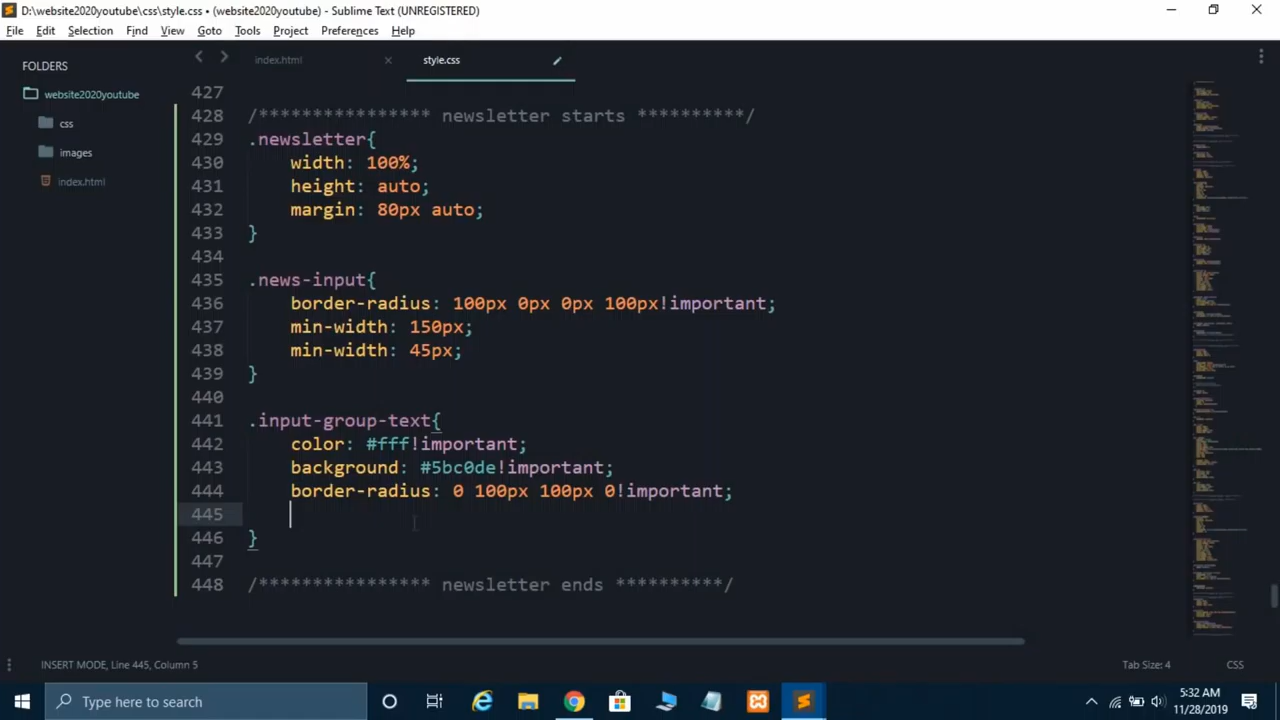 D:\website2020youtube\css\style.css • (website2020youtube) - Sublime Text (UNREGISTERED)
File Edit Selection Find View Goto Tools Project Preferences Help
FOLDERS
website2020youtube
css
images
index.html
index.html
style.css
427
428 /**************** newsletter starts **********/
429 .newsletter{
430 width: 100%;
431 height: auto;
432 margin: 80px auto;
433 }
434
435 .news-input{
436 border-radius: 100px 0px 0px 100px!important;
437 min-width: 150px;
438 min-width: 45px;
439 }
440
441 .input-group-text{
442 color: #fff!important;
443 background: #5bc0de!important;
444 border-radius: 0 100px 100px 0!important;
445
446 }
447
448 /**************** newsletter ends **********/
INSERT MODE, Line 445, Column 5
Tab Size: 4
CSS
Type here to search
5:32 AM
11/28/2019